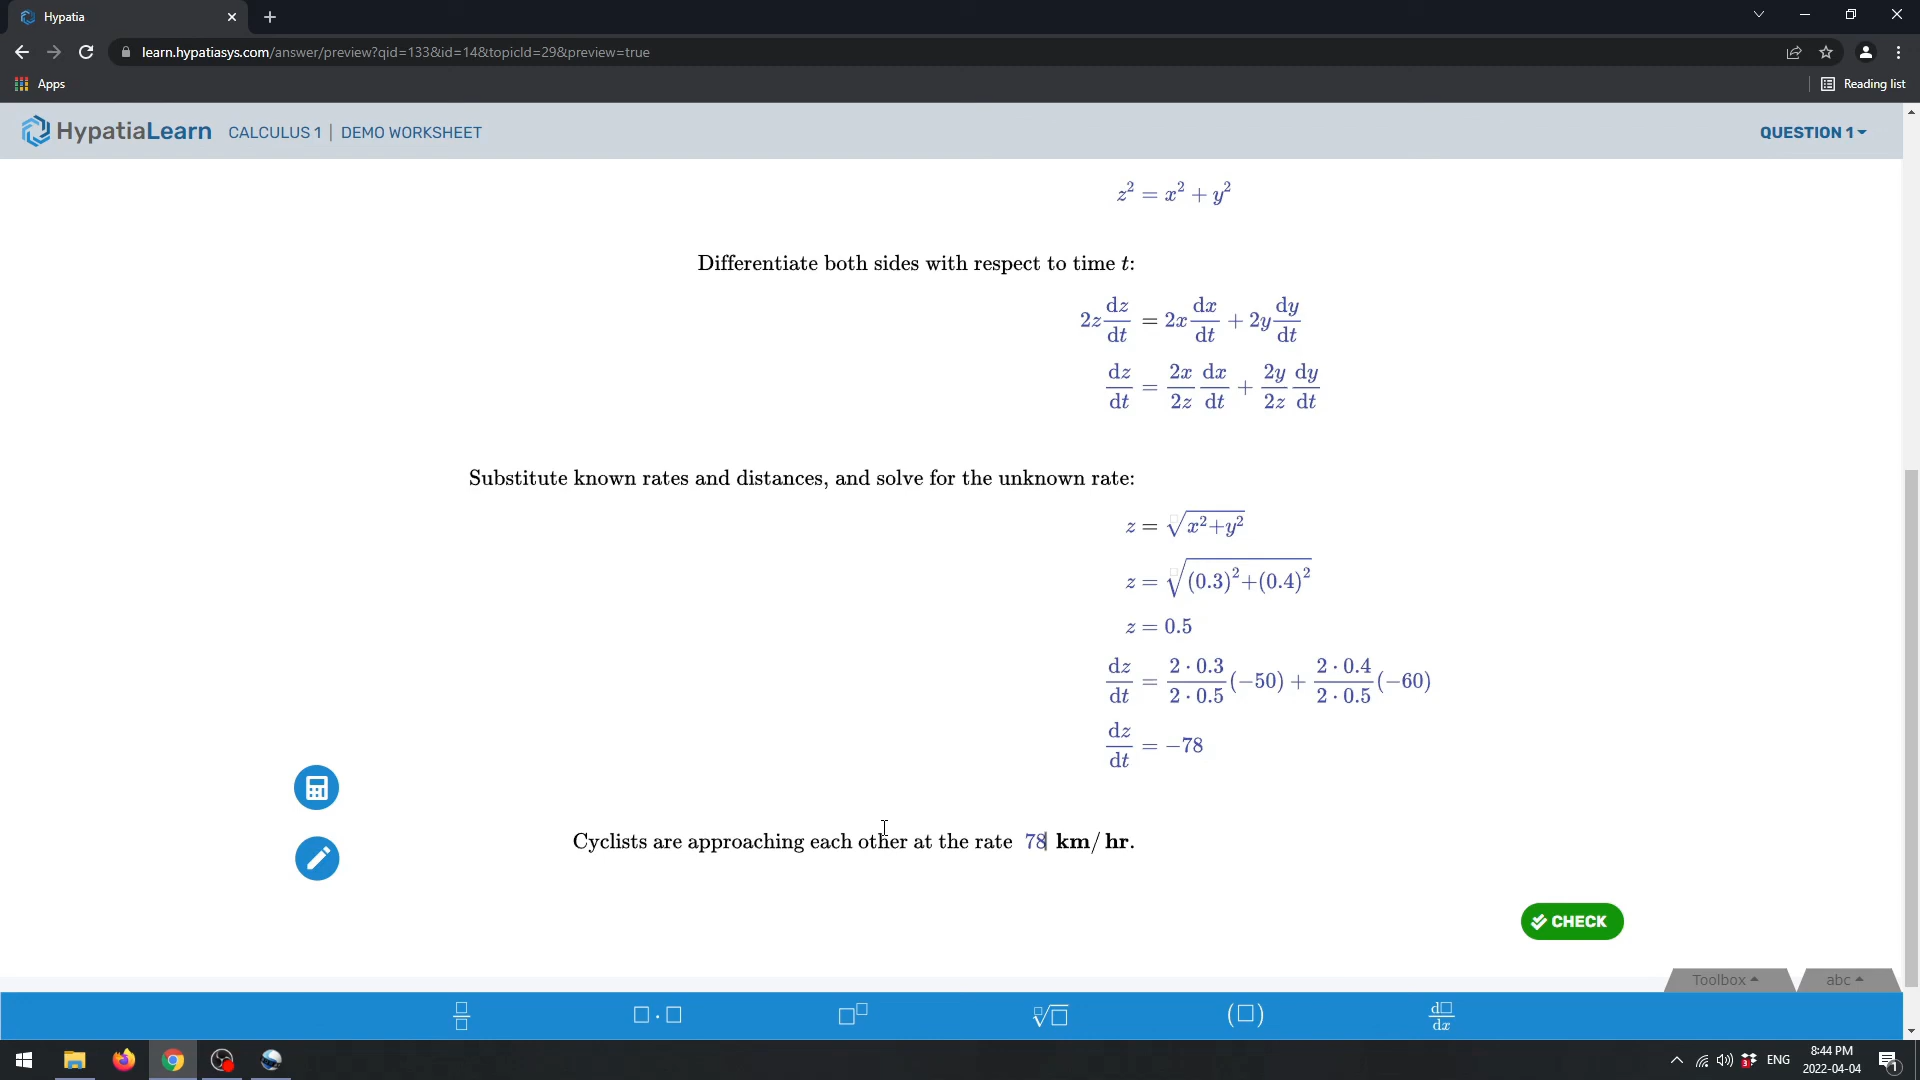 Hypatia
learn.hypatiasys.com/answer/preview?qid=133&id=14&topicId=29&preview=true
Apps
Reading list
HypatiaLearn CALCULUS 1 | DEMO WORKSHEET
QUESTION 1
z² = x² + y²
Differentiate both sides with respect to time t:
2z dz/dt = 2x dx/dt + 2y dy/dt
dz/dt = 2x/2z dx/dt + 2y/2z dy/dt
Substitute known rates and distances, and solve for the unknown rate:
z = √(x²+y²)
z = √((0.3)²+(0.4)²)
z = 0.5
dz/dt = (2 · 0.3)/(2 · 0.5)(−50) + (2 · 0.4)/(2 · 0.5)(−60)
dz/dt = −78
Cyclists are approaching each other at the rate 78 km/hr.
CHECK
Toolbox
abc
□/□ □ · □ □^□ √□ (□) d□/dx
ENG
8:44 PM
2022-04-04
3
1